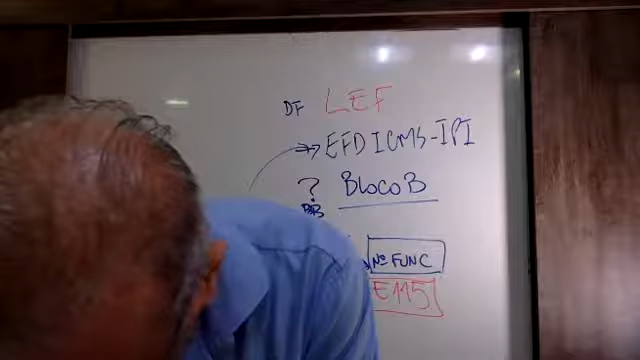 DF LEF
EFD ICMS-IPI
? BLOCO B
Nº FUNC
E115